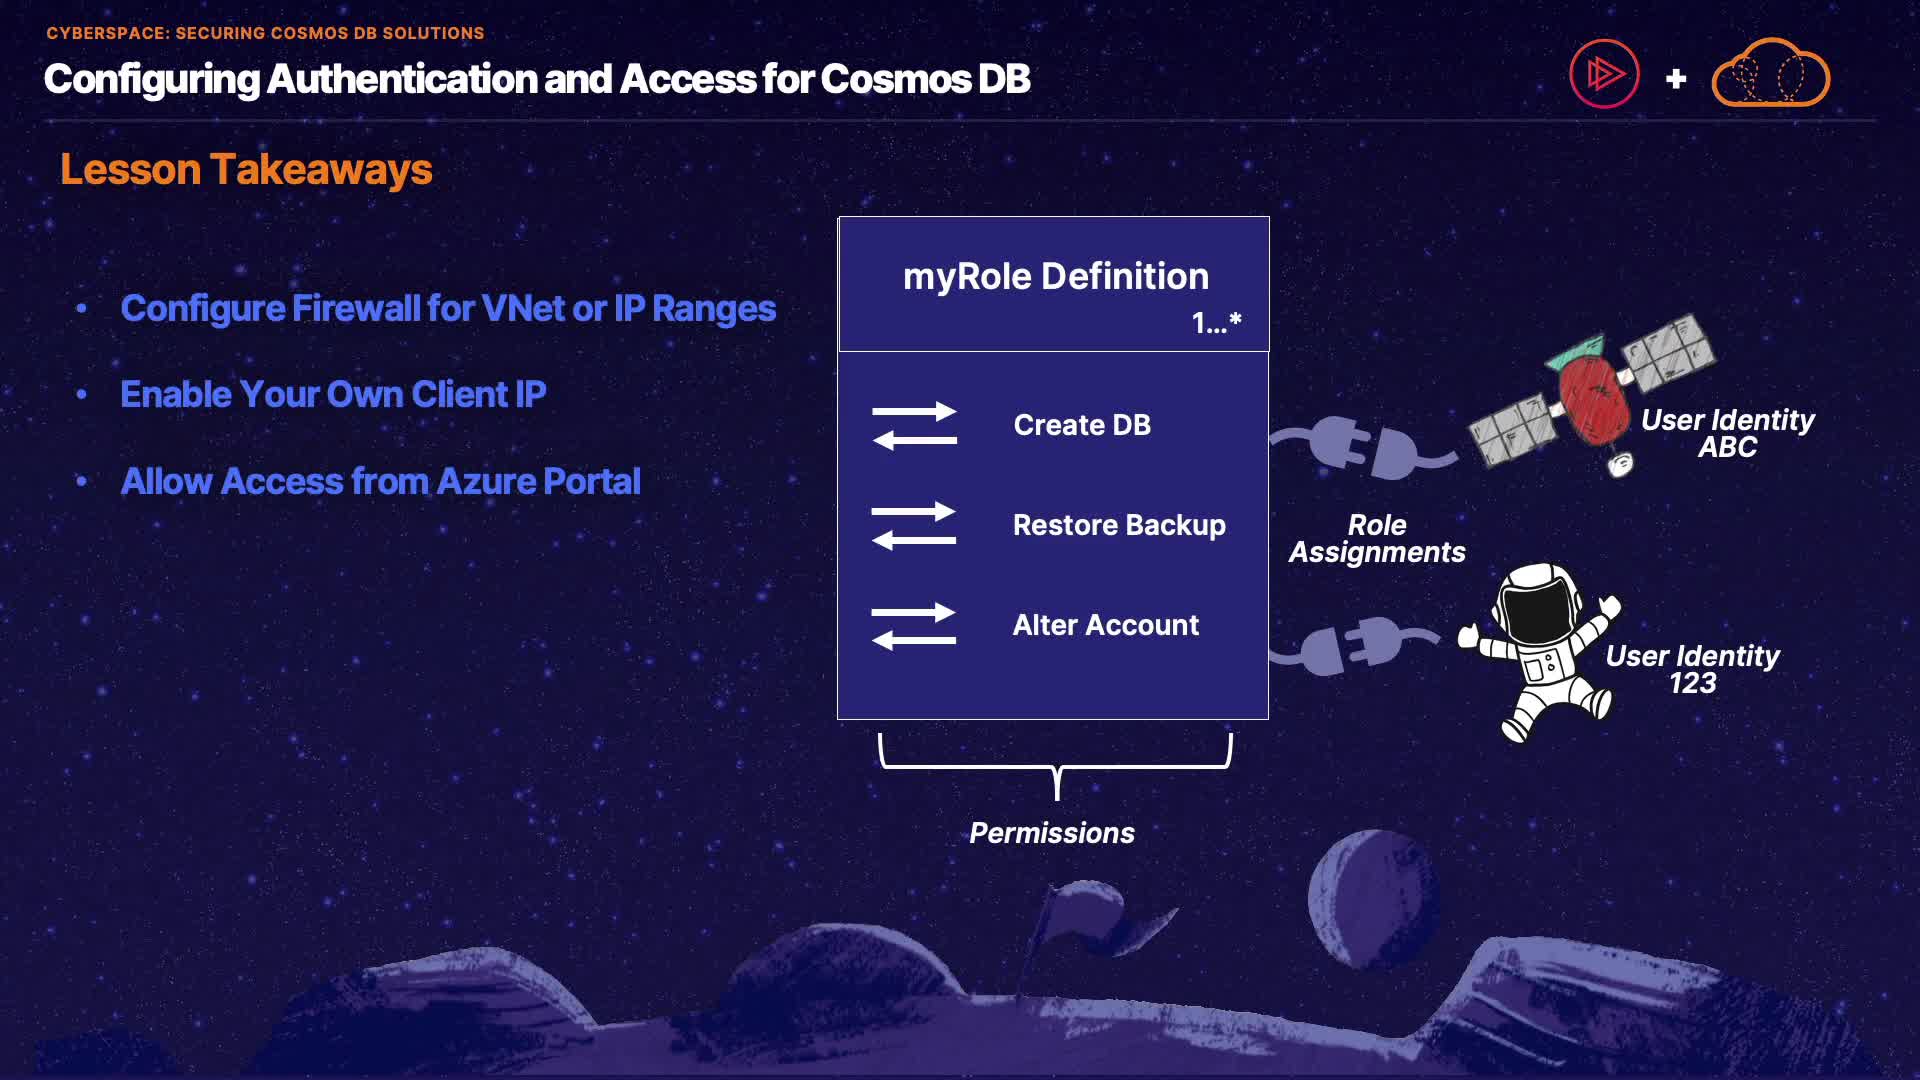 CYBERSPACE: SECURING COSMOS DB SOLUTIONS
Configuring Authentication and Access for Cosmos DB
+
Lesson Takeaways
• Configure Firewall for VNet or IP Ranges
• Enable Your Own Client IP
• Allow Access from Azure Portal
myRole Definition
1...*
Create DB
Restore Backup
Alter Account
Permissions
Role
Assignments
User Identity
ABC
User Identity
123